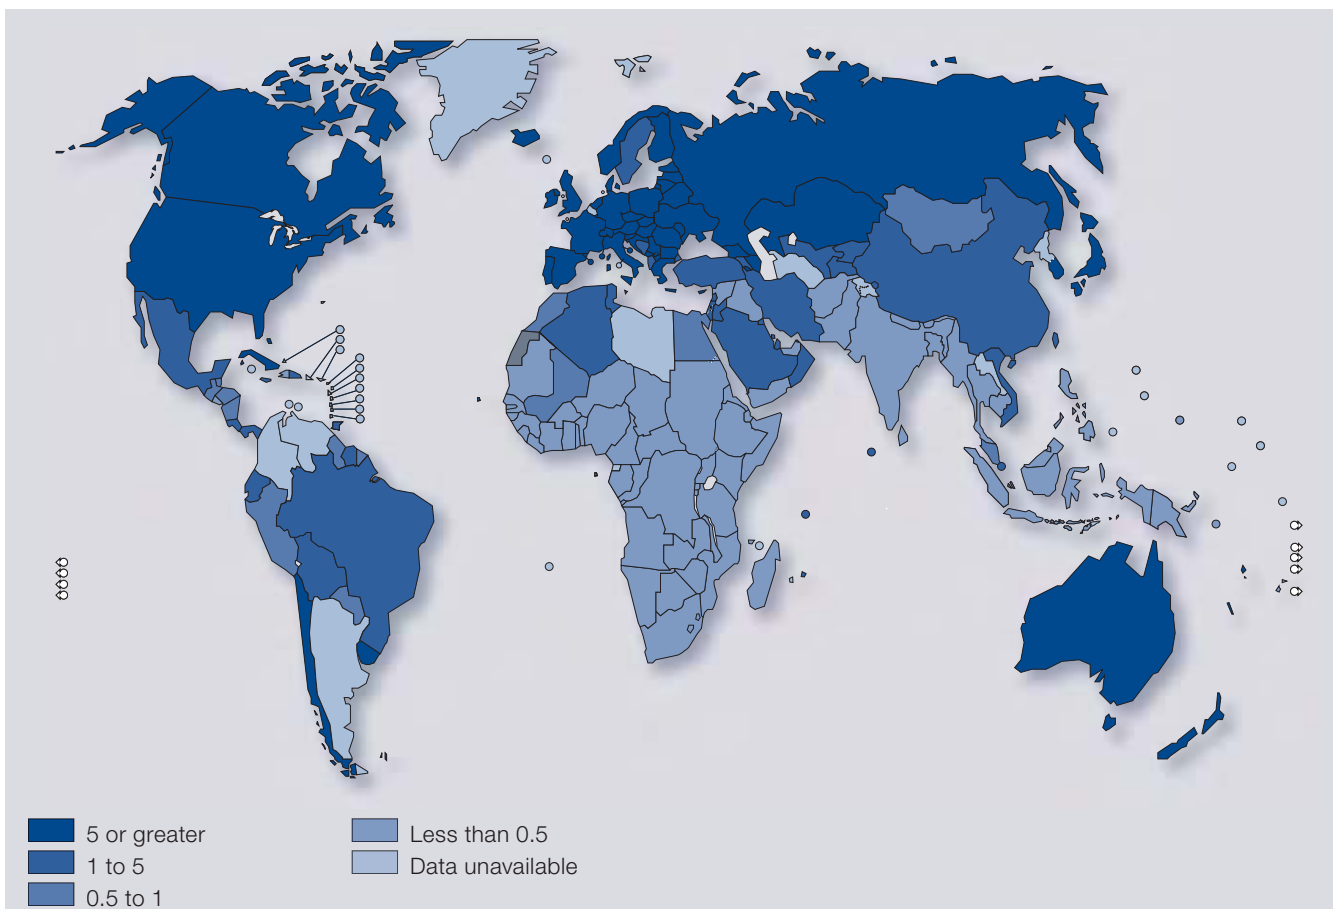 5 or greater
1 to 5
0.5 to 1
Less than 0.5
Data unavailable